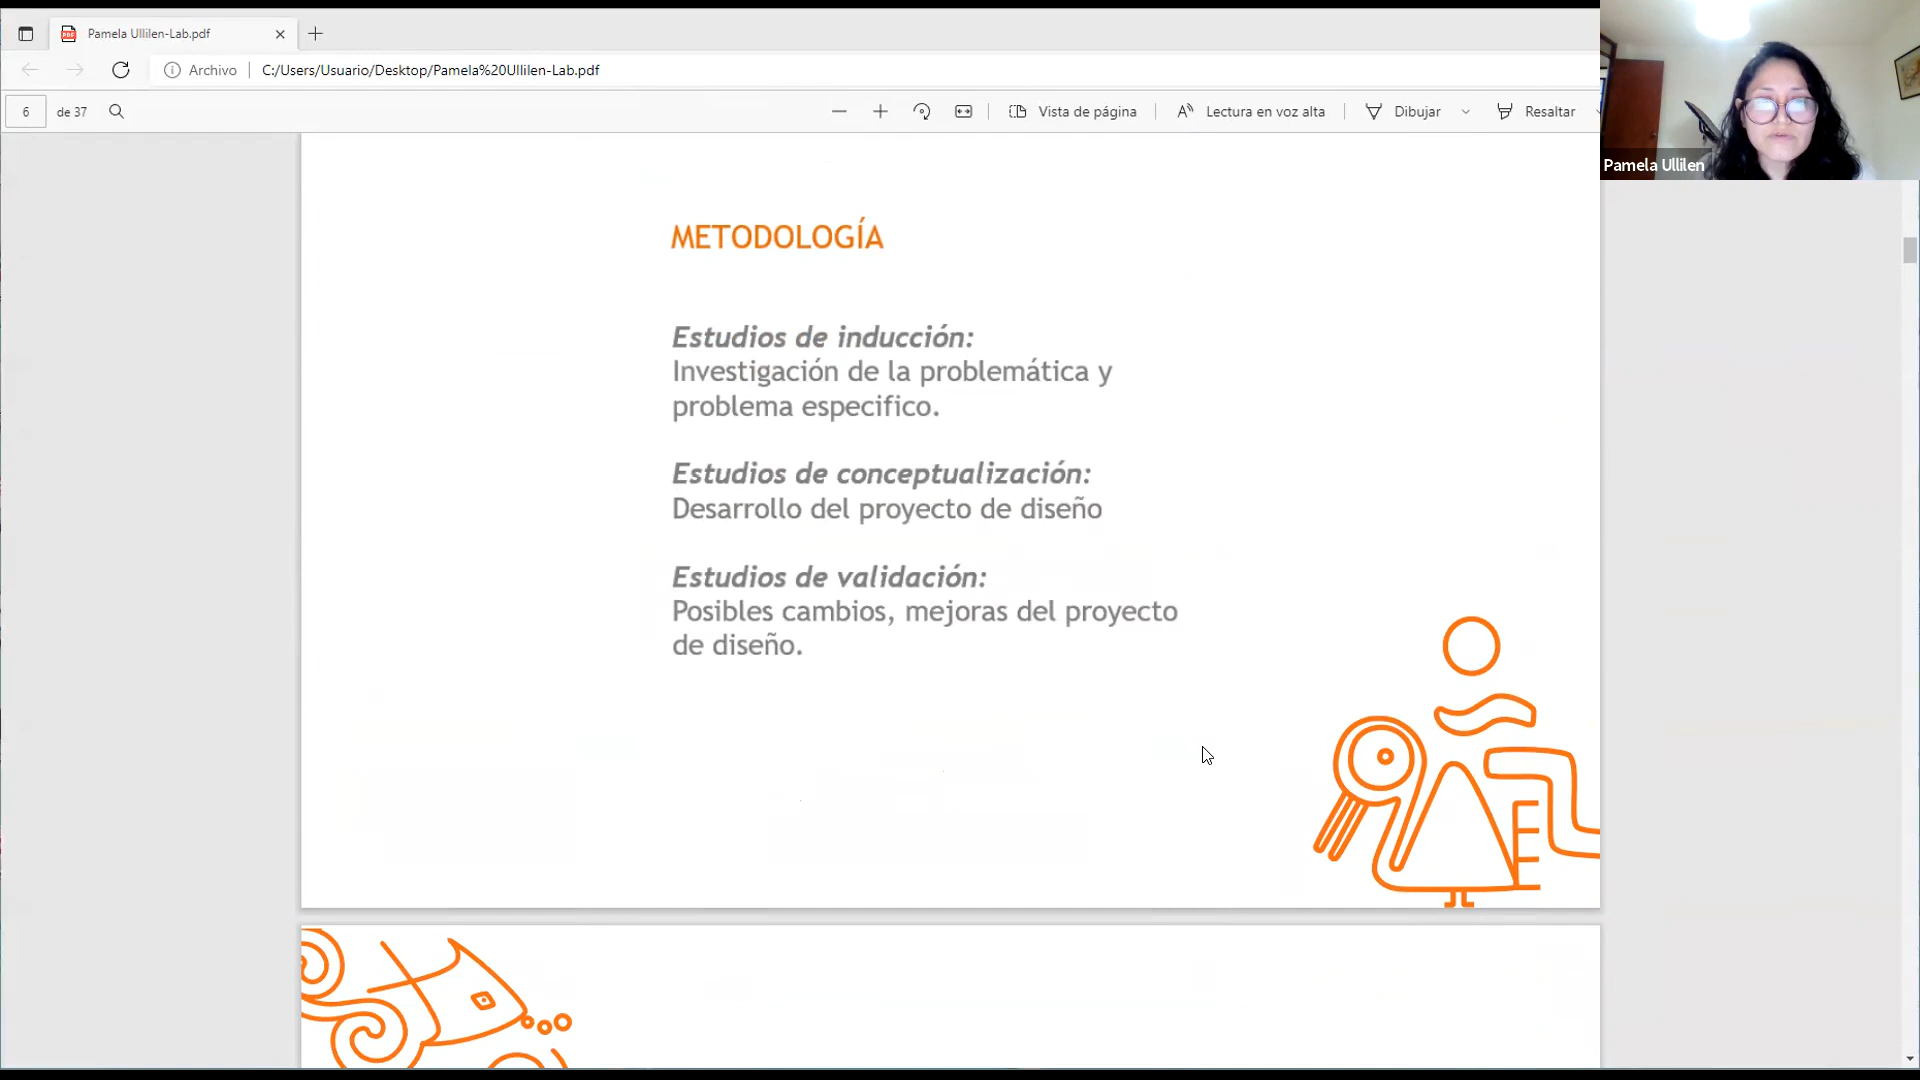 Pamela Ullilen-Lab.pdf
Archivo
C:/Users/Usuario/Desktop/Pamela%20Ullilen-Lab.pdf
6 de 37
Vista de página
Lectura en voz alta
Dibujar
Resaltar
Pamela Ullilen
METODOLOGÍA
Estudios de inducción:
Investigación de la problemática y
problema especifico.
Estudios de conceptualización:
Desarrollo del proyecto de diseño
Estudios de validación:
Posibles cambios, mejoras del proyecto
de diseño.